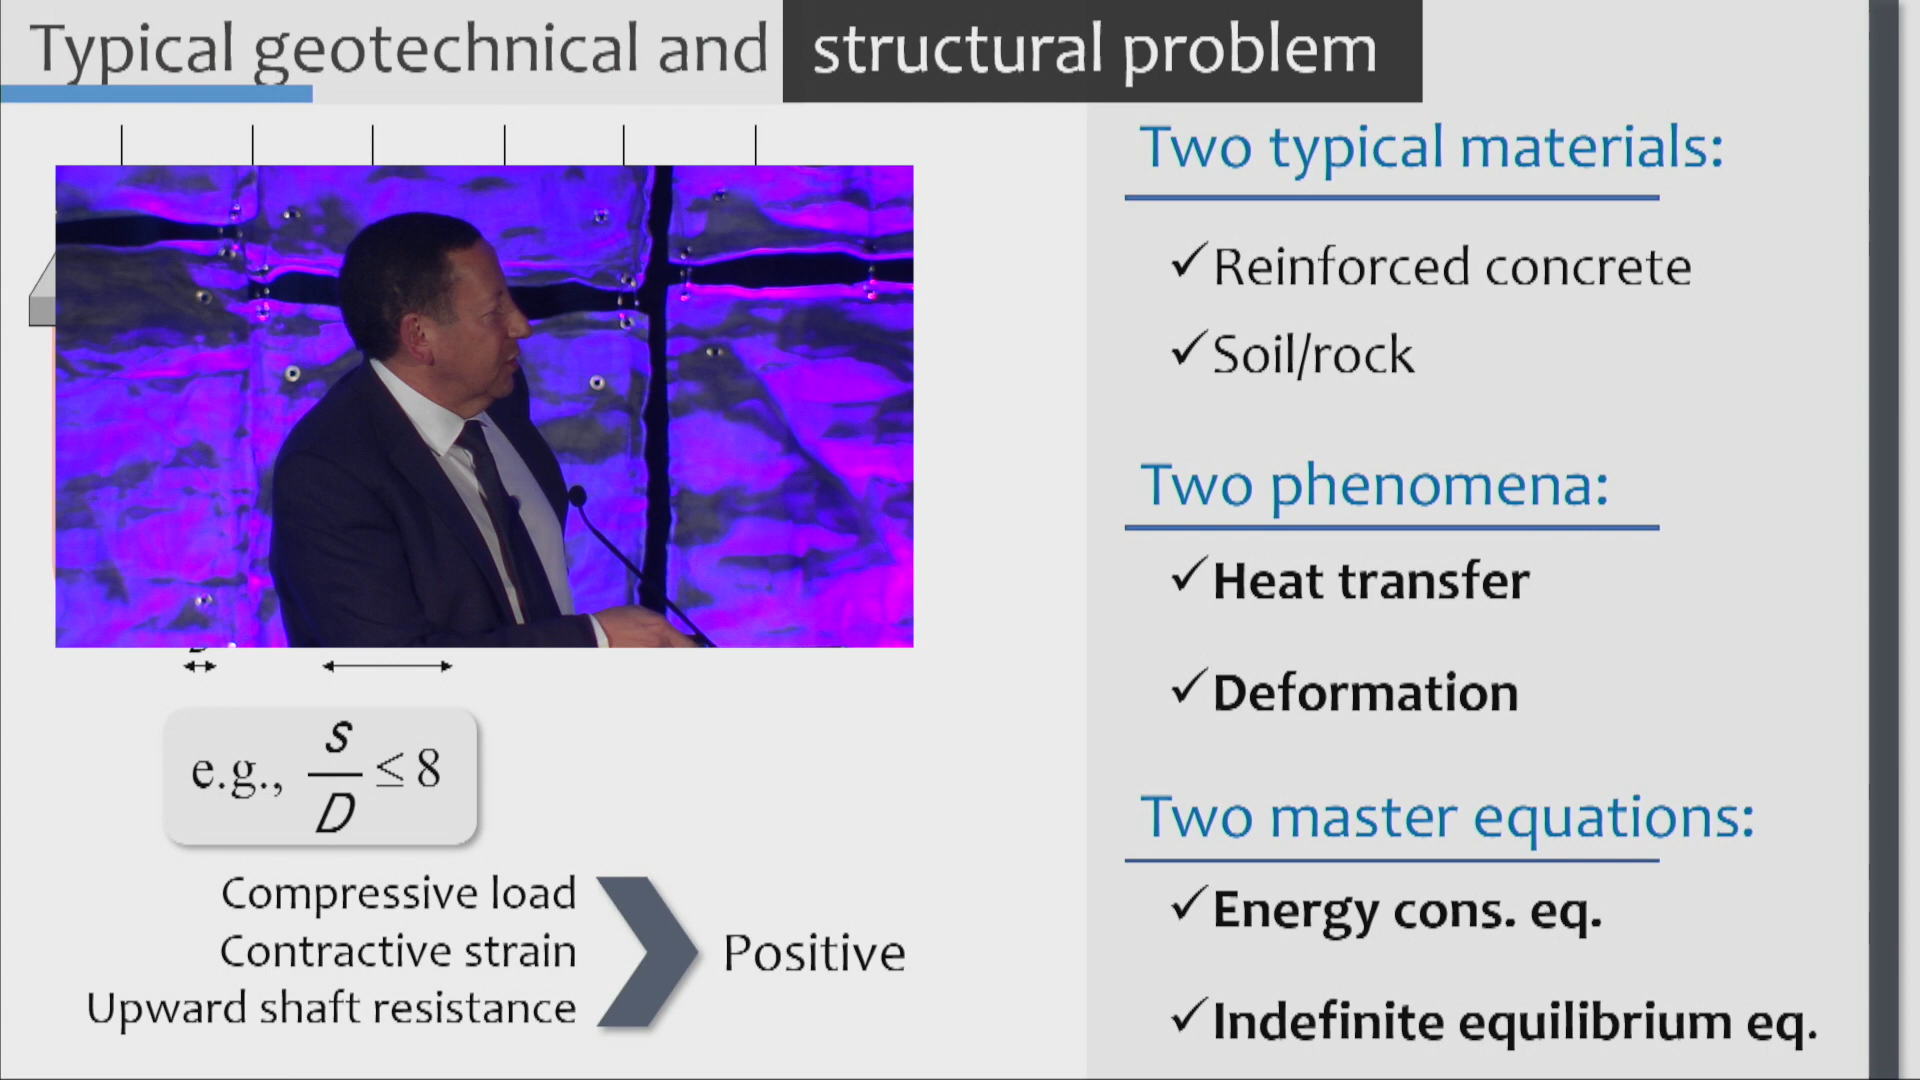 Typical geotechnical and structural problem
Two typical materials:
✓Reinforced concrete
✓Soil/rock
Two phenomena:
✓Heat transfer
✓Deformation
Two master equations:
✓Energy cons. eq.
✓Indefinite equilibrium eq.
e.g., s/D ≤ 8
Compressive load
Contractive strain
Upward shaft resistance
Positive